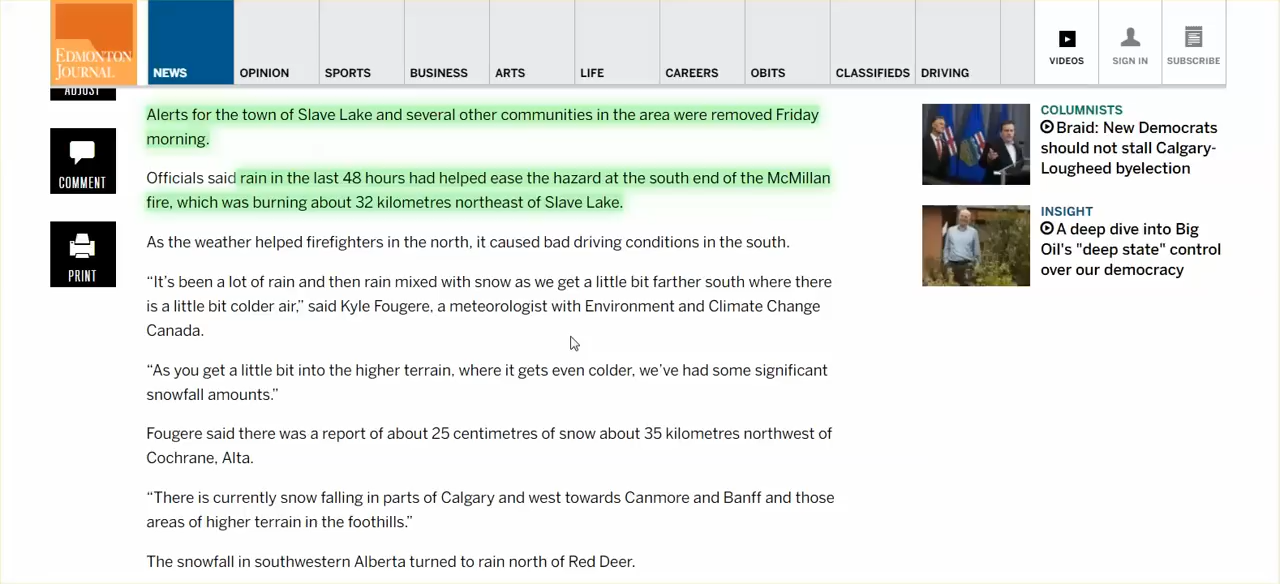 EDMONTON
JOURNAL
NEWS
OPINION
SPORTS
BUSINESS
ARTS
LIFE
CAREERS
OBITS
CLASSIFIEDS
DRIVING
VIDEOS
SIGN IN
SUBSCRIBE
ADJUST
COMMENT
PRINT
Alerts for the town of Slave Lake and several other communities in the area were removed Friday
morning.
Officials said rain in the last 48 hours had helped ease the hazard at the south end of the McMillan
fire, which was burning about 32 kilometres northeast of Slave Lake.
As the weather helped firefighters in the north, it caused bad driving conditions in the south.
“It’s been a lot of rain and then rain mixed with snow as we get a little bit farther south where there
is a little bit colder air,” said Kyle Fougere, a meteorologist with Environment and Climate Change
Canada.
“As you get a little bit into the higher terrain, where it gets even colder, we’ve had some significant
snowfall amounts.”
Fougere said there was a report of about 25 centimetres of snow about 35 kilometres northwest of
Cochrane, Alta.
“There is currently snow falling in parts of Calgary and west towards Canmore and Banff and those
areas of higher terrain in the foothills.”
The snowfall in southwestern Alberta turned to rain north of Red Deer.
COLUMNISTS
Braid: New Democrats
should not stall Calgary-
Lougheed byelection
INSIGHT
A deep dive into Big
Oil's "deep state" control
over our democracy